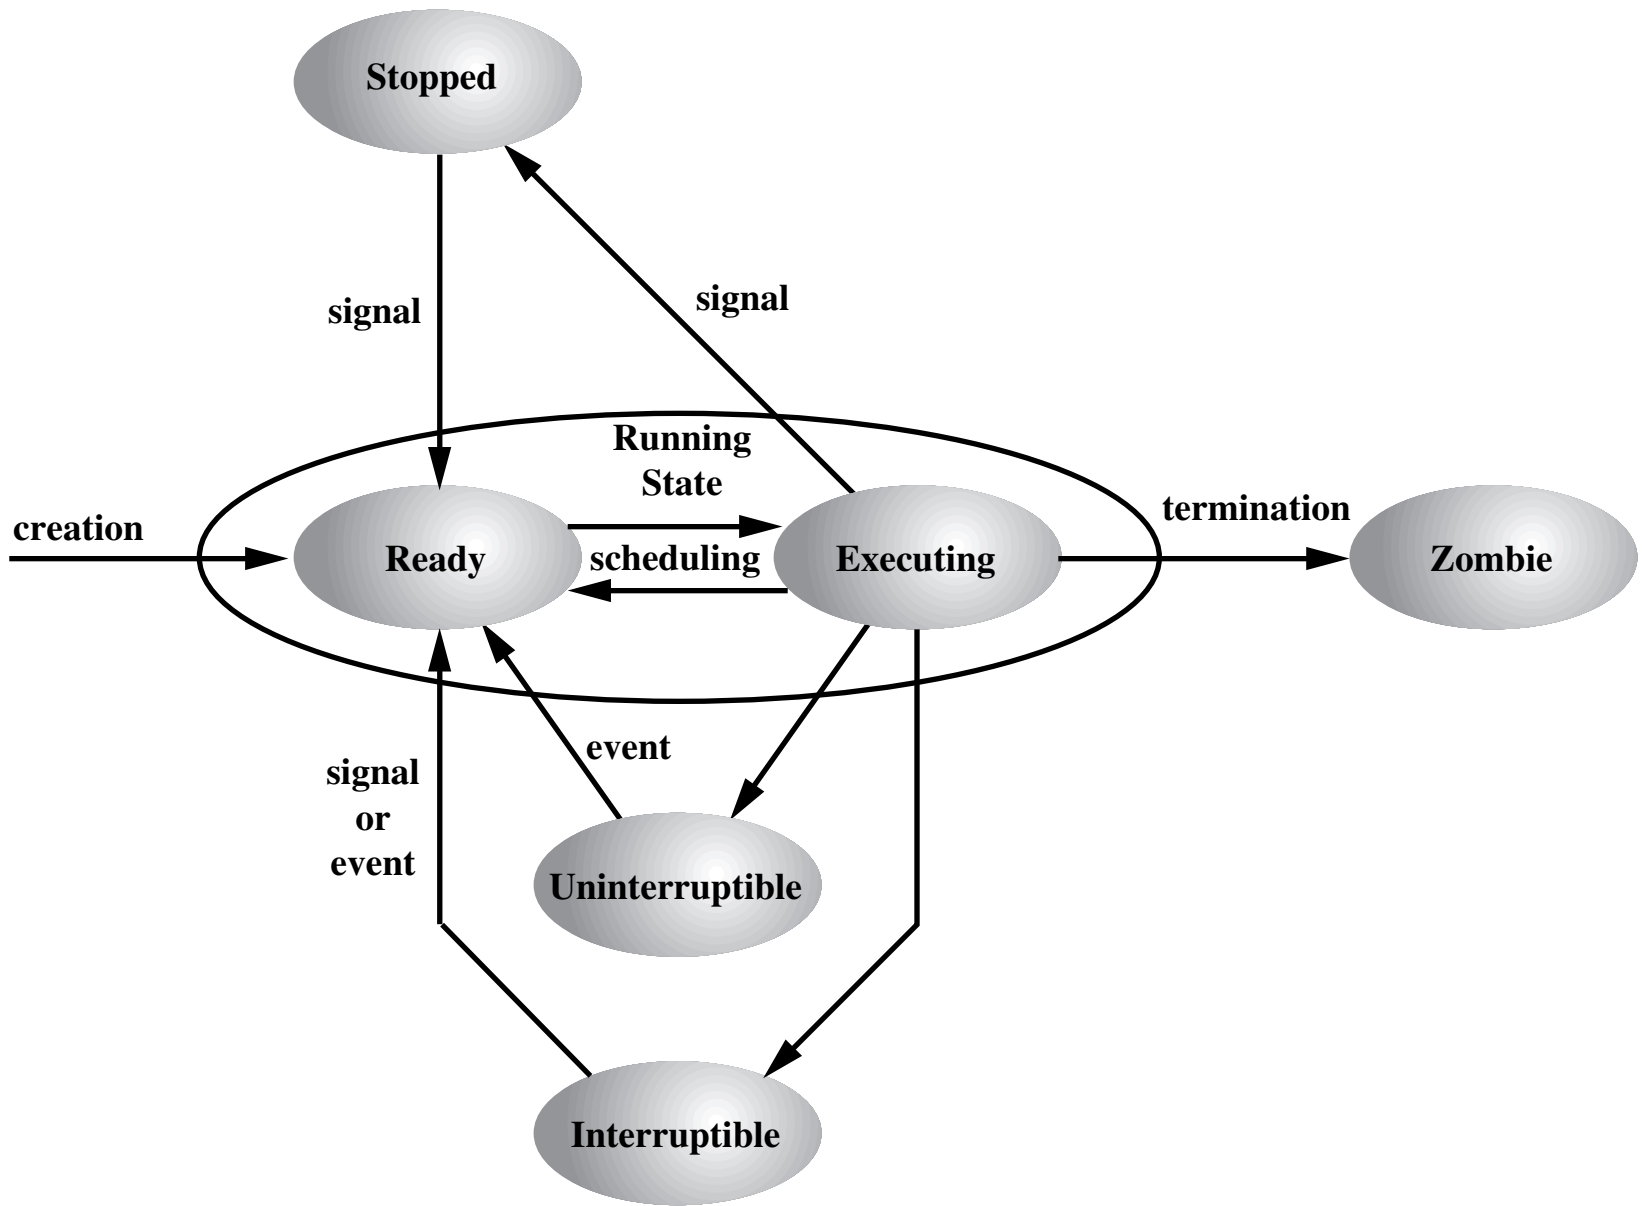 Stopped
signal
signal
Running
State
creation
termination
Ready
scheduling
Executing
Zombie
event
signal
or
event
Uninterruptible
Interruptible